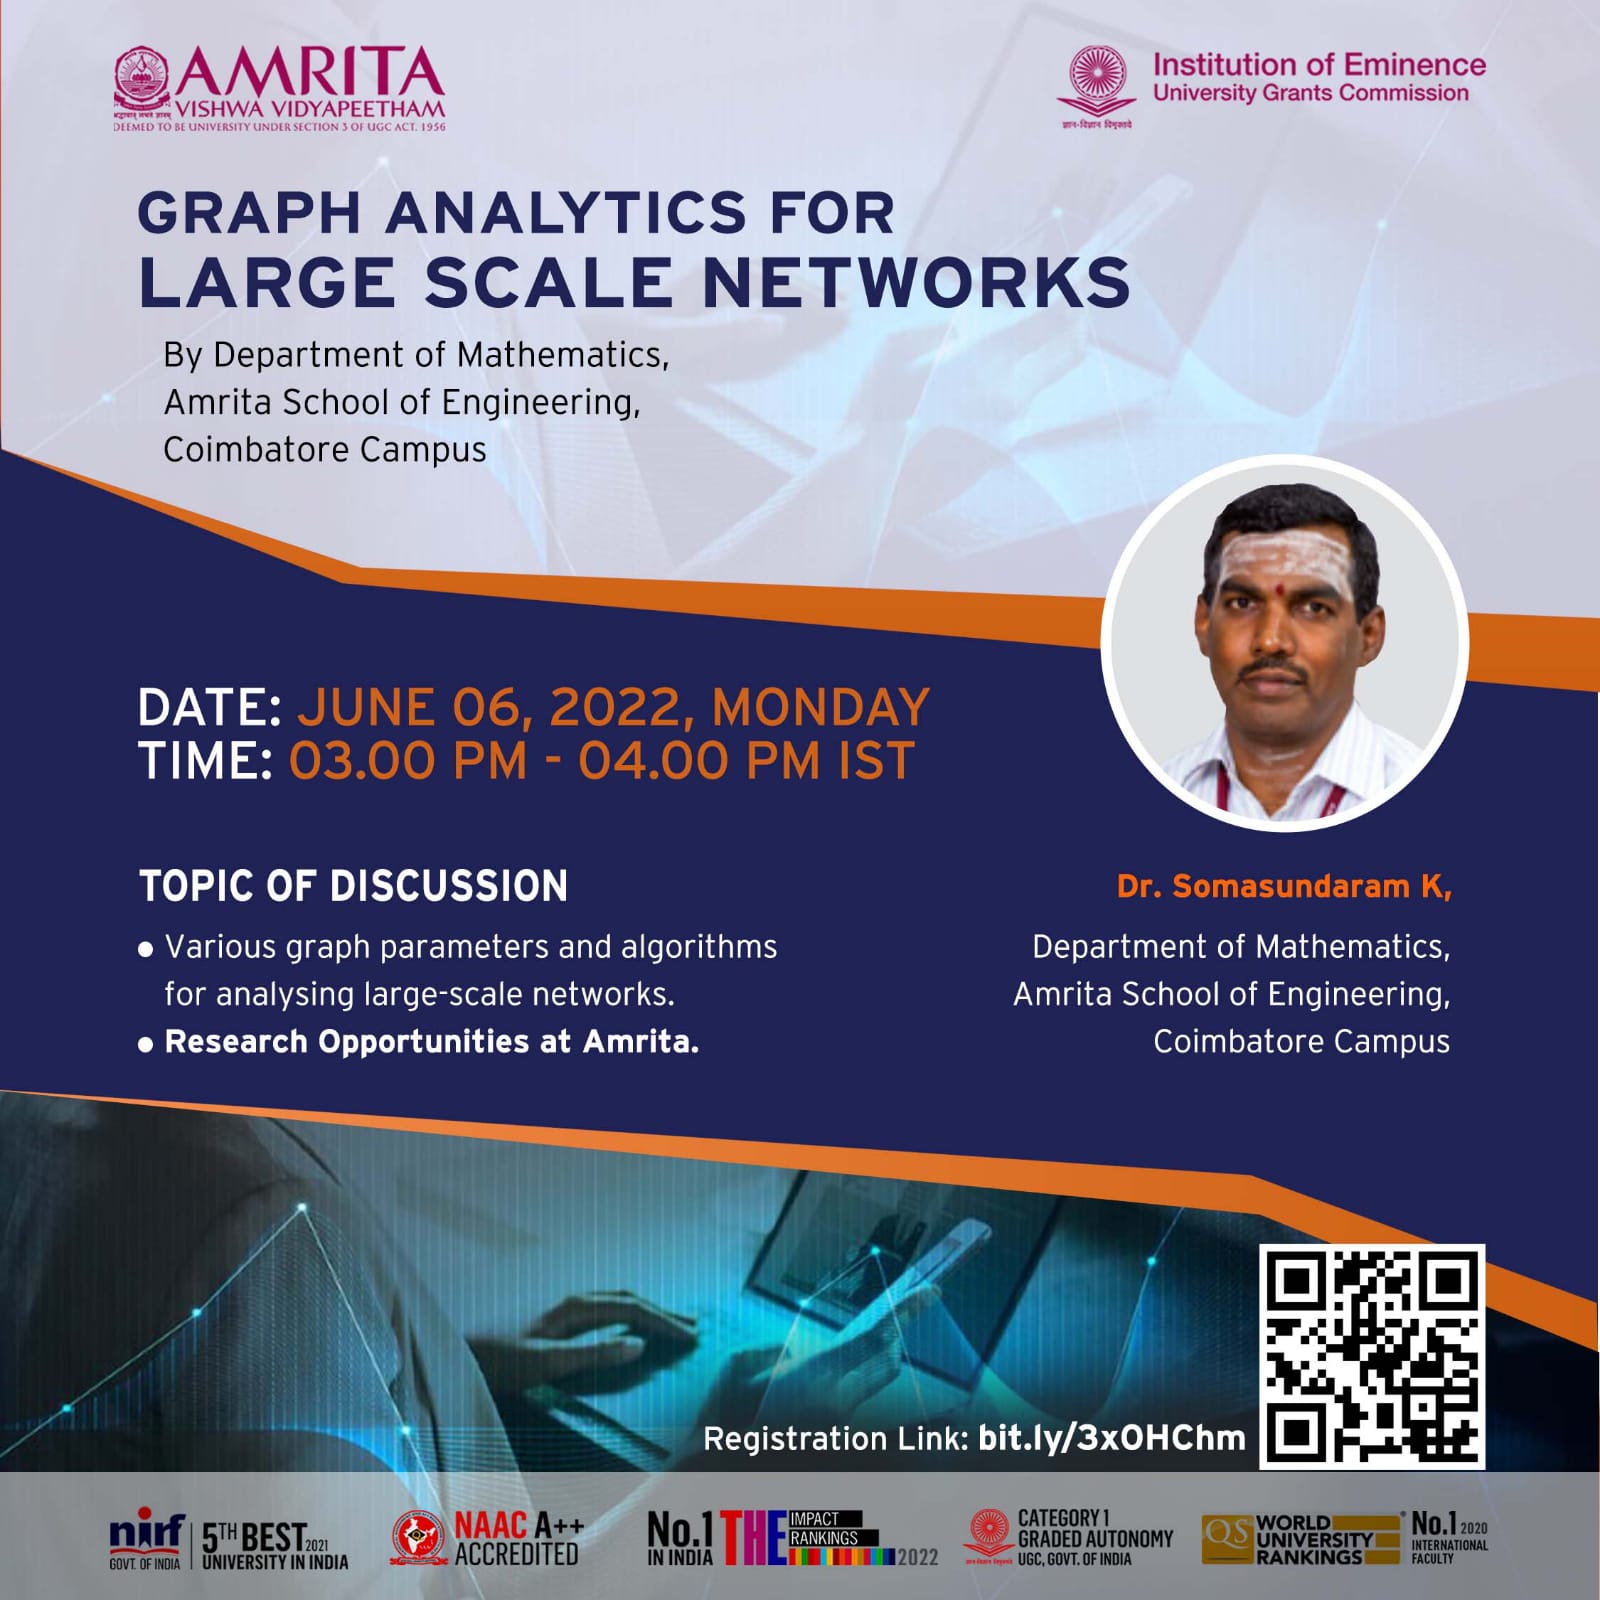 AMRITA
VISHWA VIDYAPEETHAM
DEEMED TO BE UNIVERSITY UNDER SECTION 3 OF UGC ACT, 1956
Institution of Eminence
University Grants Commission
ज्ञान-विज्ञान विमुक्तये
GRAPH ANALYTICS FOR
LARGE SCALE NETWORKS
By Department of Mathematics,
Amrita School of Engineering,
Coimbatore Campus
DATE: JUNE 06, 2022, MONDAY
TIME: 03.00 PM - 04.00 PM IST
TOPIC OF DISCUSSION
• Various graph parameters and algorithms
for analysing large-scale networks.
• Research Opportunities at Amrita.
Dr. Somasundaram K,
Department of Mathematics,
Amrita School of Engineering,
Coimbatore Campus
Registration Link: bit.ly/3xOHChm
nirf
GOVT. OF INDIA
5TH BEST 2021
UNIVERSITY IN INDIA
NAAC A++
ACCREDITED
No.1
IN INDIA
THE
IMPACT
RANKINGS
2022
CATEGORY 1
GRADED AUTONOMY
UGC, GOVT. OF INDIA
QS WORLD
UNIVERSITY
RANKINGS
No.1 2020
INTERNATIONAL
FACULTY